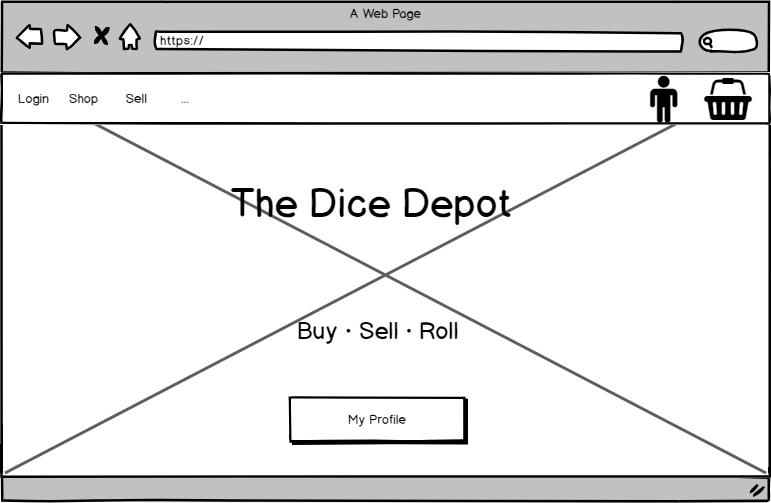 A Web Page
https://
Login Shop Sell ...
The Dice Depot
Buy · Sell · Roll
My Profile